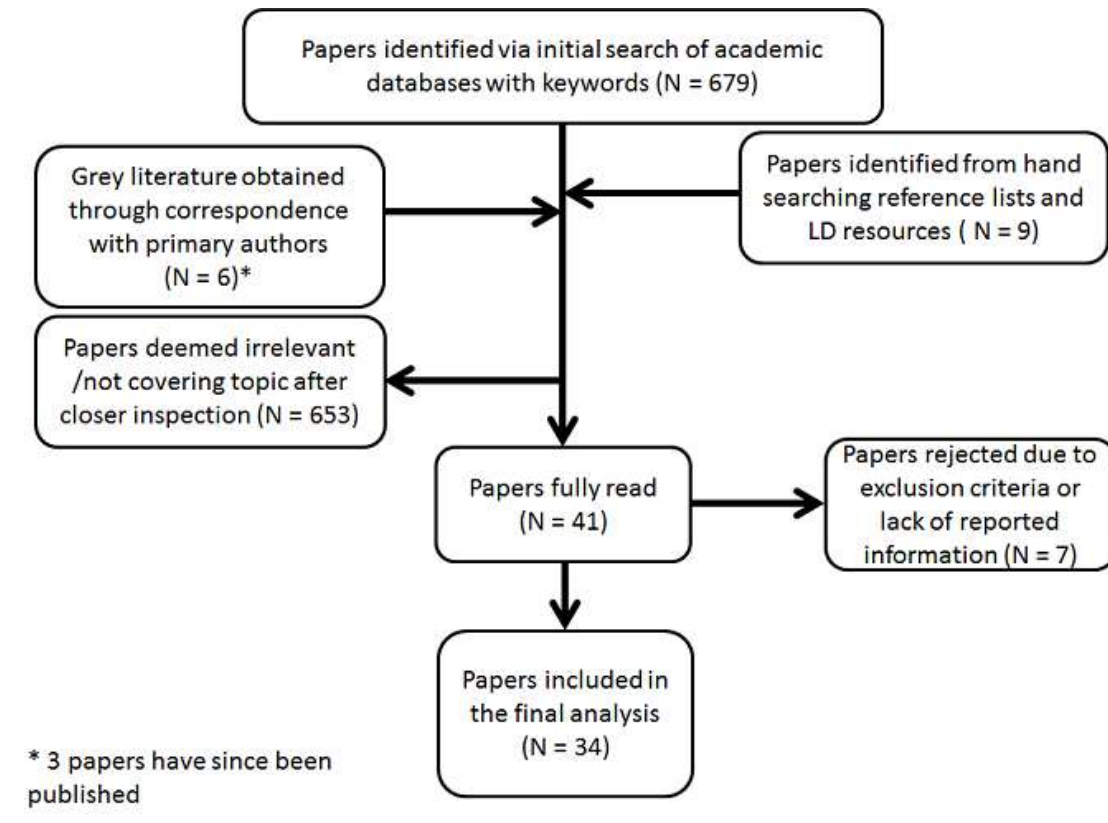 Papers identified via initial search of academic
databases with keywords (N = 679)
Grey literature obtained
through correspondence
with primary authors
(N = 6)*
Papers identified from hand
searching reference lists and
LD resources ( N = 9)
Papers deemed irrelevant
/not covering topic after
closer inspection (N = 653)
Papers fully read
(N = 41)
Papers rejected due to
exclusion criteria or
lack of reported
information (N = 7)
Papers included in
the final analysis
(N = 34)
* 3 papers have since been
published